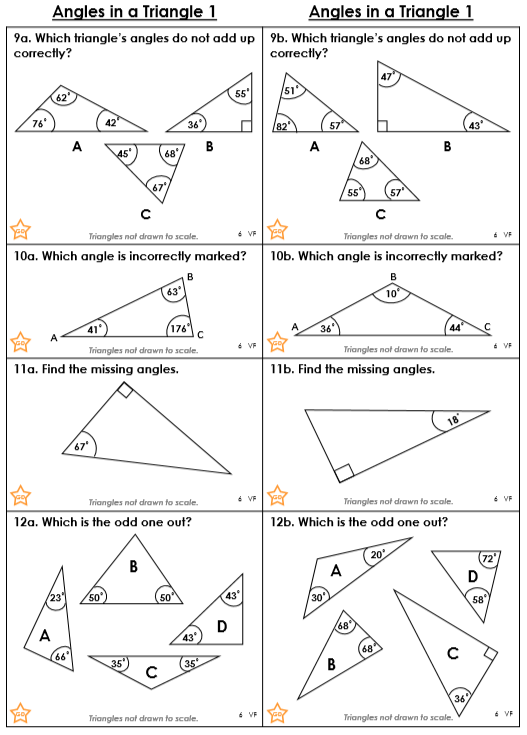 Angles in a Triangle 1
Angles in a Triangle 1
9a. Which triangle's angles do not add up
correctly?
62°
76°
42°
A
55°
36°
B
45°
68°
67°
C
GD
Triangles not drawn to scale.
6 VF
9b. Which triangle's angles do not add up
correctly?
51°
82°
57°
A
47°
43°
B
68°
55°
57°
C
GD
Triangles not drawn to scale.
6 VF
10a. Which angle is incorrectly marked?
B
63°
41°
176°
A
C
GD
Triangles not drawn to scale.
6 VF
10b. Which angle is incorrectly marked?
B
10°
A
36°
44°
C
GD
Triangles not drawn to scale.
6 VF
11a. Find the missing angles.
67°
GD
Triangles not drawn to scale.
6 VF
11b. Find the missing angles.
18°
GD
Triangles not drawn to scale.
6 VF
12a. Which is the odd one out?
23°
A
66°
B
50°
50°
43°
43°
D
35°
35°
C
GD
Triangles not drawn to scale.
6 VF
12b. Which is the odd one out?
20°
A
30°
72°
D
58°
68°
68°
B
C
36°
GD
Triangles not drawn to scale.
6 VF